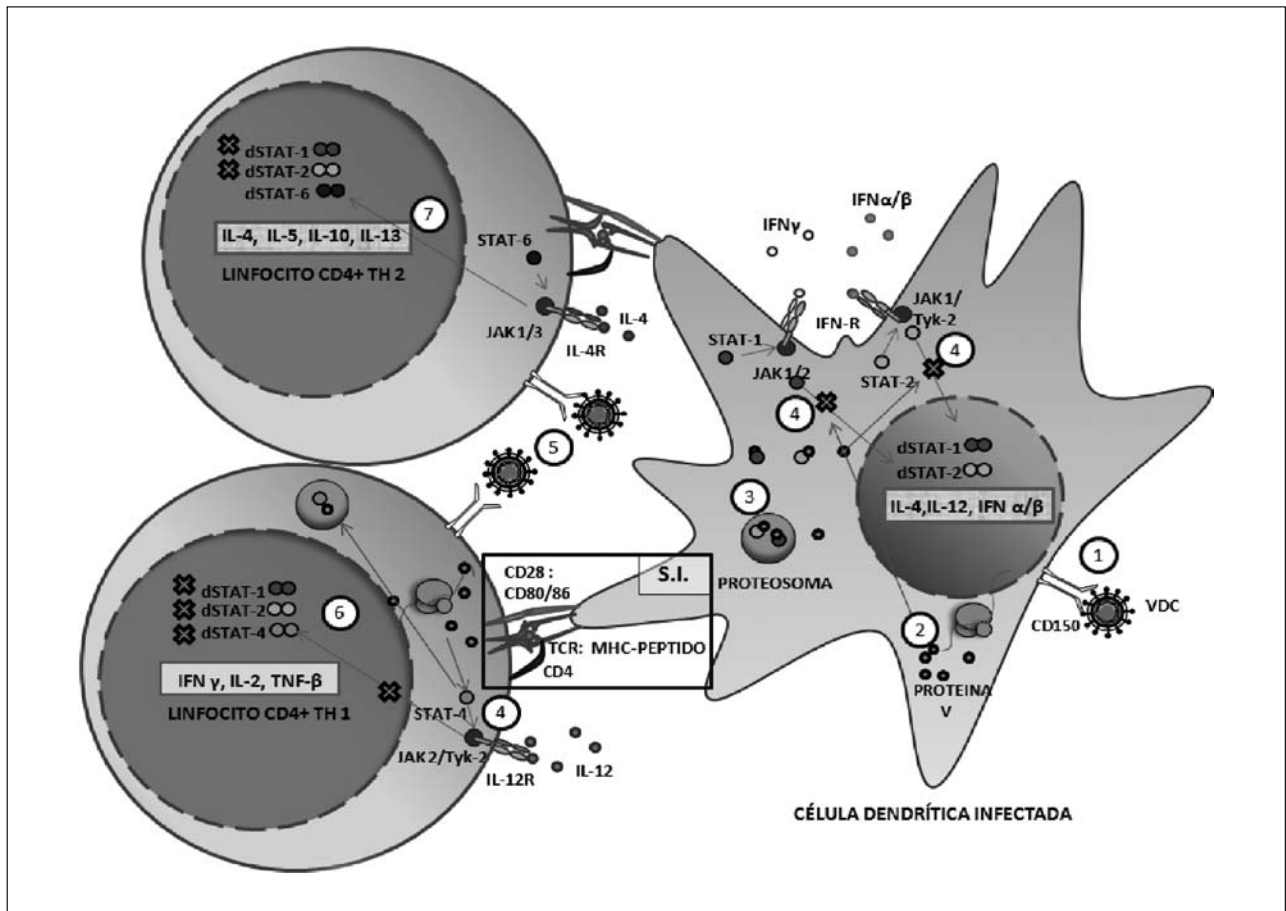 dSTAT-1
dSTAT-2
dSTAT-6
7
IL-4, IL-5, IL-10, IL-13
LINFOCITO CD4+ TH 2
STAT-6
JAK1/3
IL-4
IL-4R
5
IFNγ
IFNα/β
IFN-R
JAK1/
Tyk-2
STAT-1
JAK1/2
STAT-2
4
4
3
PROTEOSOMA
dSTAT-1
dSTAT-2
IL-4,IL-12, IFN α/β
1
CD150
VDC
2
PROTEINA
V
CÉLULA DENDRÍTICA INFECTADA
S.I.
CD28 :
CD80/86
TCR: MHC-PEPTIDO
CD4
dSTAT-1
dSTAT-2
dSTAT-4
6
IFN γ, IL-2, TNF-β
LINFOCITO CD4+ TH 1
STAT-4
4
JAK2/Tyk-2
IL-12R
IL-12